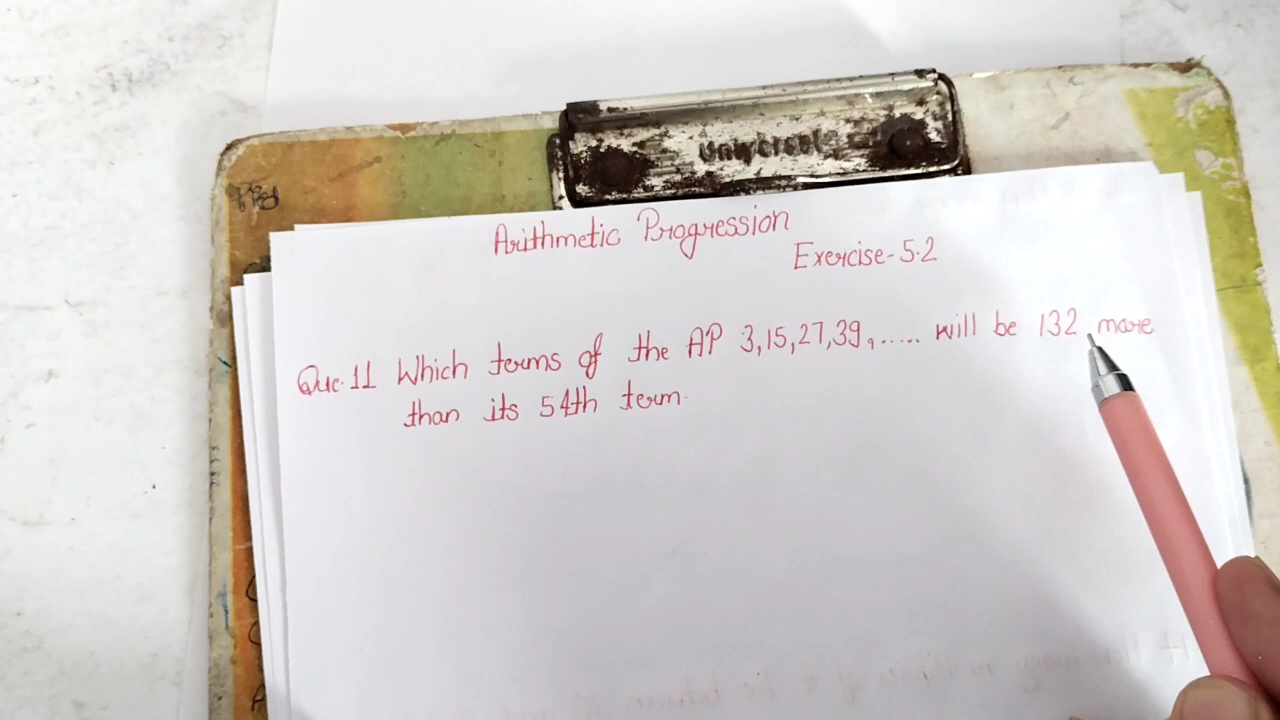 Universal
Arithmetic Progression
Exercise-5.2
Que.11 Which terms of the AP 3,15,27,39,..... will be 132 more
than its 54th term.